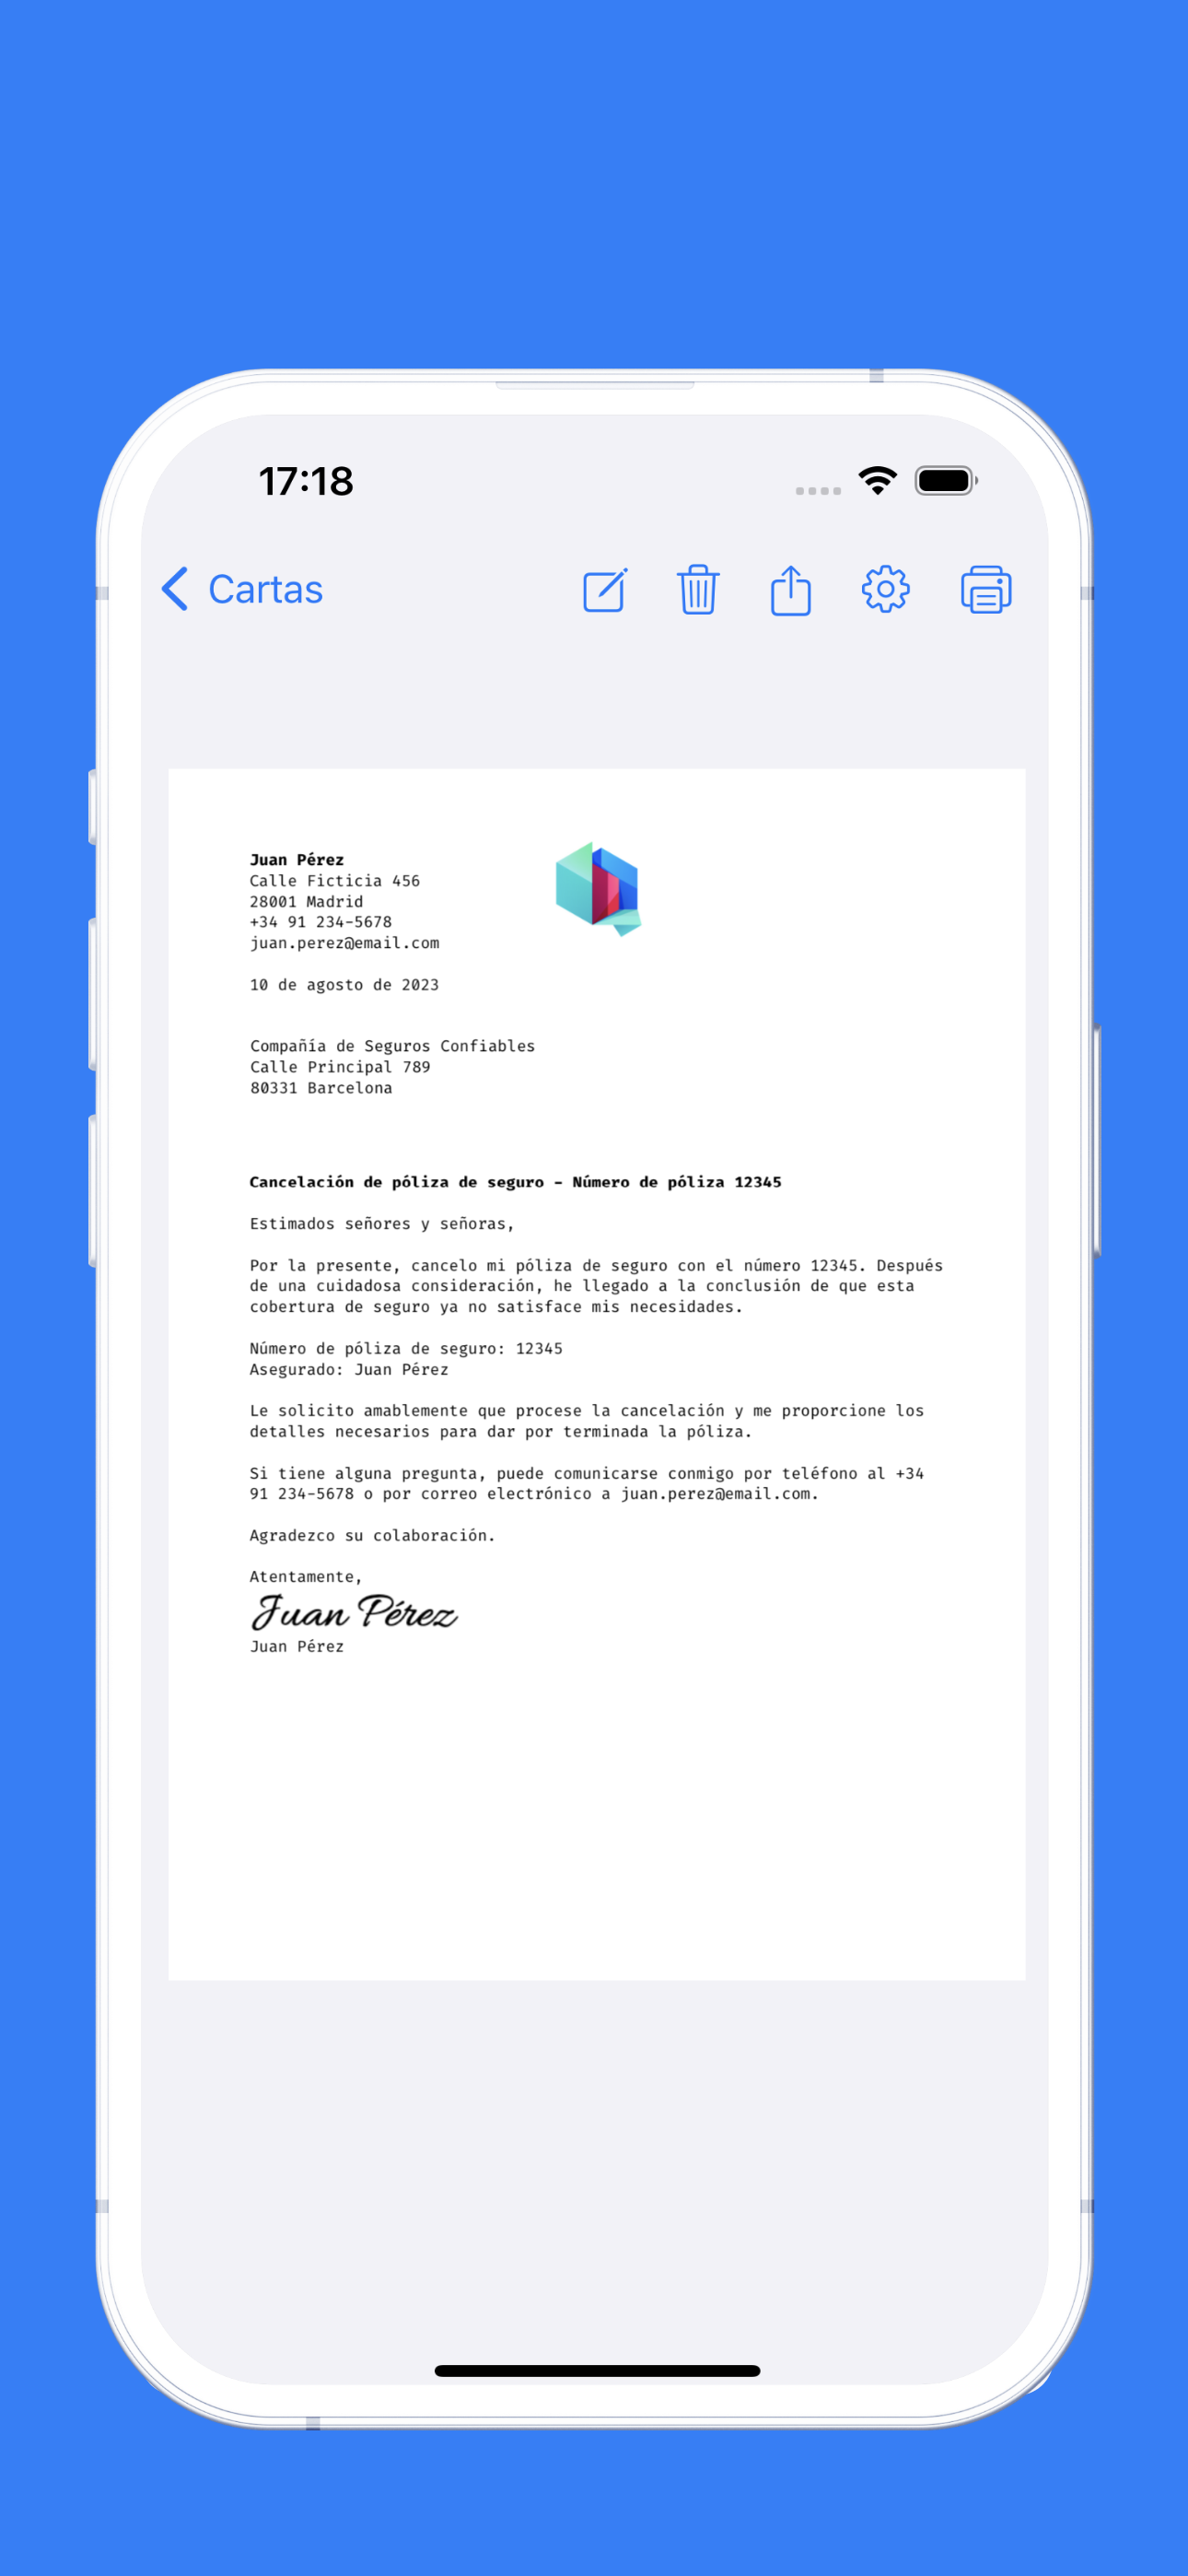 17:18
Cartas
Juan Pérez
Calle Ficticia 456
28001 Madrid
+34 91 234-5678
juan.perez@email.com
10 de agosto de 2023
Compañía de Seguros Confiables
Calle Principal 789
80331 Barcelona
Cancelación de póliza de seguro - Número de póliza 12345
Estimados señores y señoras,
Por la presente, cancelo mi póliza de seguro con el número 12345. Después
de una cuidadosa consideración, he llegado a la conclusión de que esta
cobertura de seguro ya no satisface mis necesidades.
Número de póliza de seguro: 12345
Asegurado: Juan Pérez
Le solicito amablemente que procese la cancelación y me proporcione los
detalles necesarios para dar por terminada la póliza.
Si tiene alguna pregunta, puede comunicarse conmigo por teléfono al +34
91 234-5678 o por correo electrónico a juan.perez@email.com.
Agradezco su colaboración.
Atentamente,
Juan Pérez
Juan Pérez